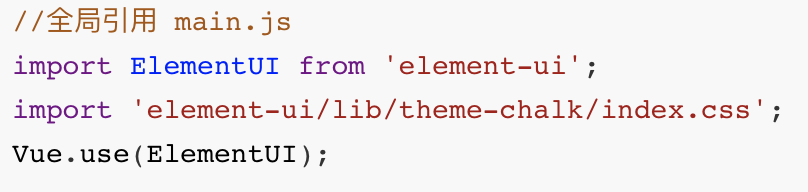 //全局引用 main.js
import ElementUI from 'element-ui';
import 'element-ui/lib/theme-chalk/index.css';
Vue.use(ElementUI);